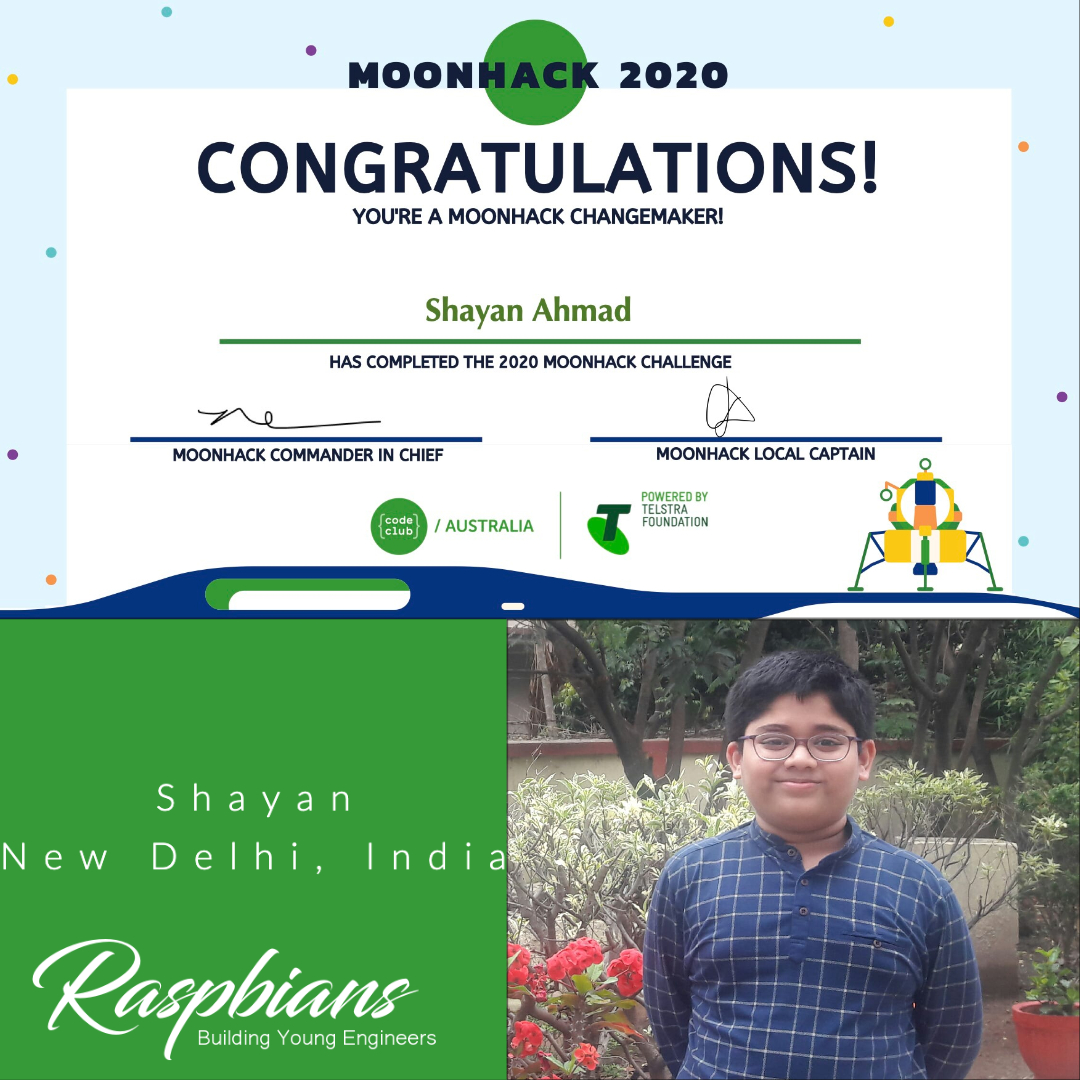 MOONHACK 2020
CONGRATULATIONS!
YOU'RE A MOONHACK CHANGEMAKER!
Shayan Ahmad
HAS COMPLETED THE 2020 MOONHACK CHALLENGE
MOONHACK COMMANDER IN CHIEF
MOONHACK LOCAL CAPTAIN
{code club} / AUSTRALIA
T
POWERED BY
TELSTRA
FOUNDATION
Shayan
New Delhi, India
Raspbians
Building Young Engineers